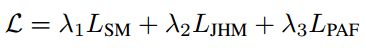 ℒ = λ₁L_SM + λ₂L_JHM + λ₃L_PAF